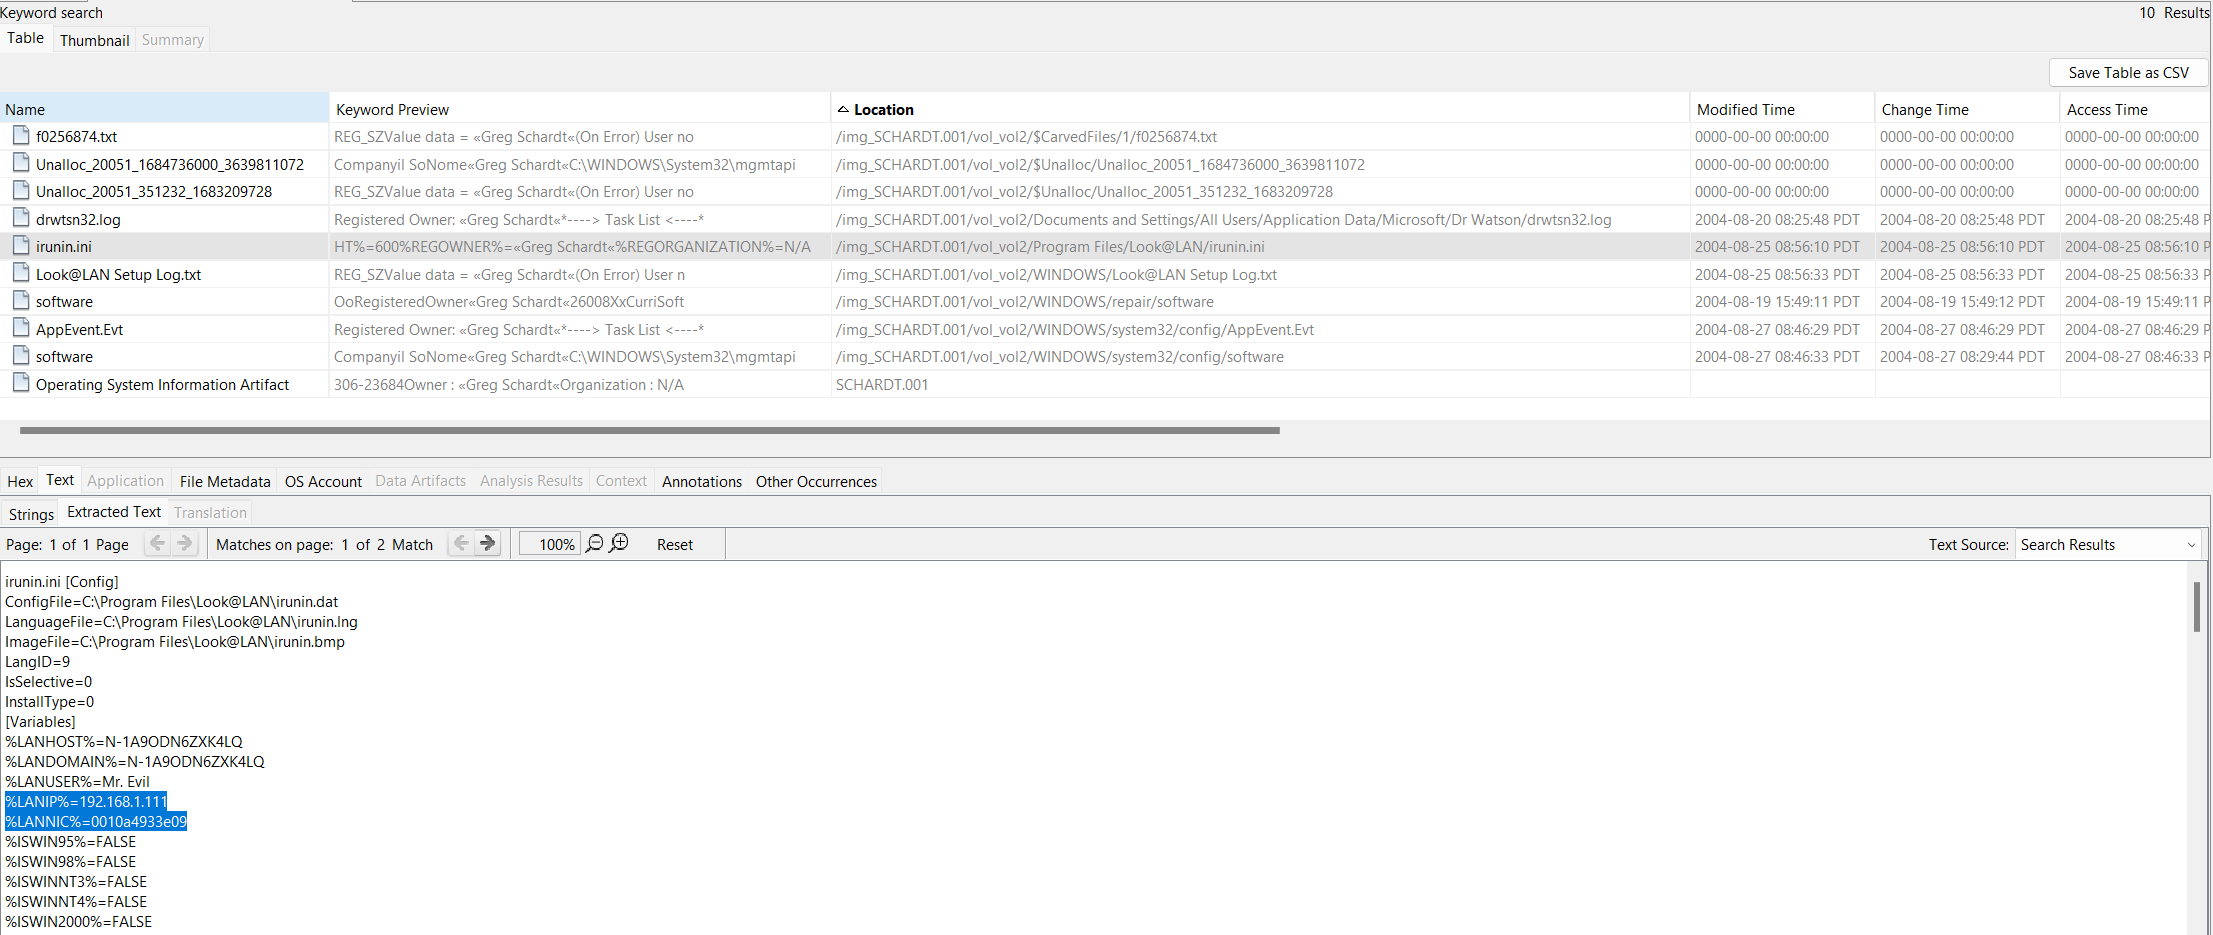 Keyword search
10 Results
Table Thumbnail Summary
Save Table as CSV
Name Keyword Preview Location Modified Time Change Time Access Time
f0256874.txt REG_SZValue data = «Greg Schardt«(On Error) User no /img_SCHARDT.001/vol_vol2/$CarvedFiles/1/f0256874.txt 0000-00-00 00:00:00 0000-00-00 00:00:00 0000-00-00 00:00:00
Unalloc_20051_1684736000_3639811072 Companyil SoNome«Greg Schardt«C:\WINDOWS\System32\mgmtapi /img_SCHARDT.001/vol_vol2/$Unalloc/Unalloc_20051_1684736000_3639811072 0000-00-00 00:00:00 0000-00-00 00:00:00 0000-00-00 00:00:00
Unalloc_20051_351232_1683209728 REG_SZValue data = «Greg Schardt«(On Error) User no /img_SCHARDT.001/vol_vol2/$Unalloc/Unalloc_20051_351232_1683209728 0000-00-00 00:00:00 0000-00-00 00:00:00 0000-00-00 00:00:00
drwtsn32.log Registered Owner: «Greg Schardt«*----> Task List <----* /img_SCHARDT.001/vol_vol2/Documents and Settings/All Users/Application Data/Microsoft/Dr Watson/drwtsn32.log 2004-08-20 08:25:48 PDT 2004-08-20 08:25:48 PDT 2004-08-20 08:25:48 P
irunin.ini HT%=600%REGOWNER%=«Greg Schardt«%REGORGANIZATION%=N/A /img_SCHARDT.001/vol_vol2/Program Files/Look@LAN/irunin.ini 2004-08-25 08:56:10 PDT 2004-08-25 08:56:10 PDT 2004-08-25 08:56:10 P
Look@LAN Setup Log.txt REG_SZValue data = «Greg Schardt«(On Error) User n /img_SCHARDT.001/vol_vol2/WINDOWS/Look@LAN Setup Log.txt 2004-08-25 08:56:33 PDT 2004-08-25 08:56:33 PDT 2004-08-25 08:56:33 P
software OoRegisteredOwner«Greg Schardt«26008XxCurriSoft /img_SCHARDT.001/vol_vol2/WINDOWS/repair/software 2004-08-19 15:49:11 PDT 2004-08-19 15:49:12 PDT 2004-08-19 15:49:11 P
AppEvent.Evt Registered Owner: «Greg Schardt«*----> Task List <----* /img_SCHARDT.001/vol_vol2/WINDOWS/system32/config/AppEvent.Evt 2004-08-27 08:46:29 PDT 2004-08-27 08:46:29 PDT 2004-08-27 08:46:29 P
software Companyil SoNome«Greg Schardt«C:\WINDOWS\System32\mgmtapi /img_SCHARDT.001/vol_vol2/WINDOWS/system32/config/software 2004-08-27 08:46:33 PDT 2004-08-27 08:29:44 PDT 2004-08-27 08:46:33 P
Operating System Information Artifact 306-23684Owner : «Greg Schardt«Organization : N/A SCHARDT.001
Hex Text Application File Metadata OS Account Data Artifacts Analysis Results Context Annotations Other Occurrences
Strings Extracted Text Translation
Page: 1 of 1 Page Matches on page: 1 of 2 Match 100% Reset Text Source: Search Results
irunin.ini [Config]
ConfigFile=C:\Program Files\Look@LAN\irunin.dat
LanguageFile=C:\Program Files\Look@LAN\irunin.lng
ImageFile=C:\Program Files\Look@LAN\irunin.bmp
LangID=9
IsSelective=0
InstallType=0
[Variables]
%LANHOST%=N-1A9ODN6ZXK4LQ
%LANDOMAIN%=N-1A9ODN6ZXK4LQ
%LANUSER%=Mr. Evil
%LANIP%=192.168.1.111
%LANNIC%=0010a4933e09
%ISWIN95%=FALSE
%ISWIN98%=FALSE
%ISWINNT3%=FALSE
%ISWINNT4%=FALSE
%ISWIN2000%=FALSE